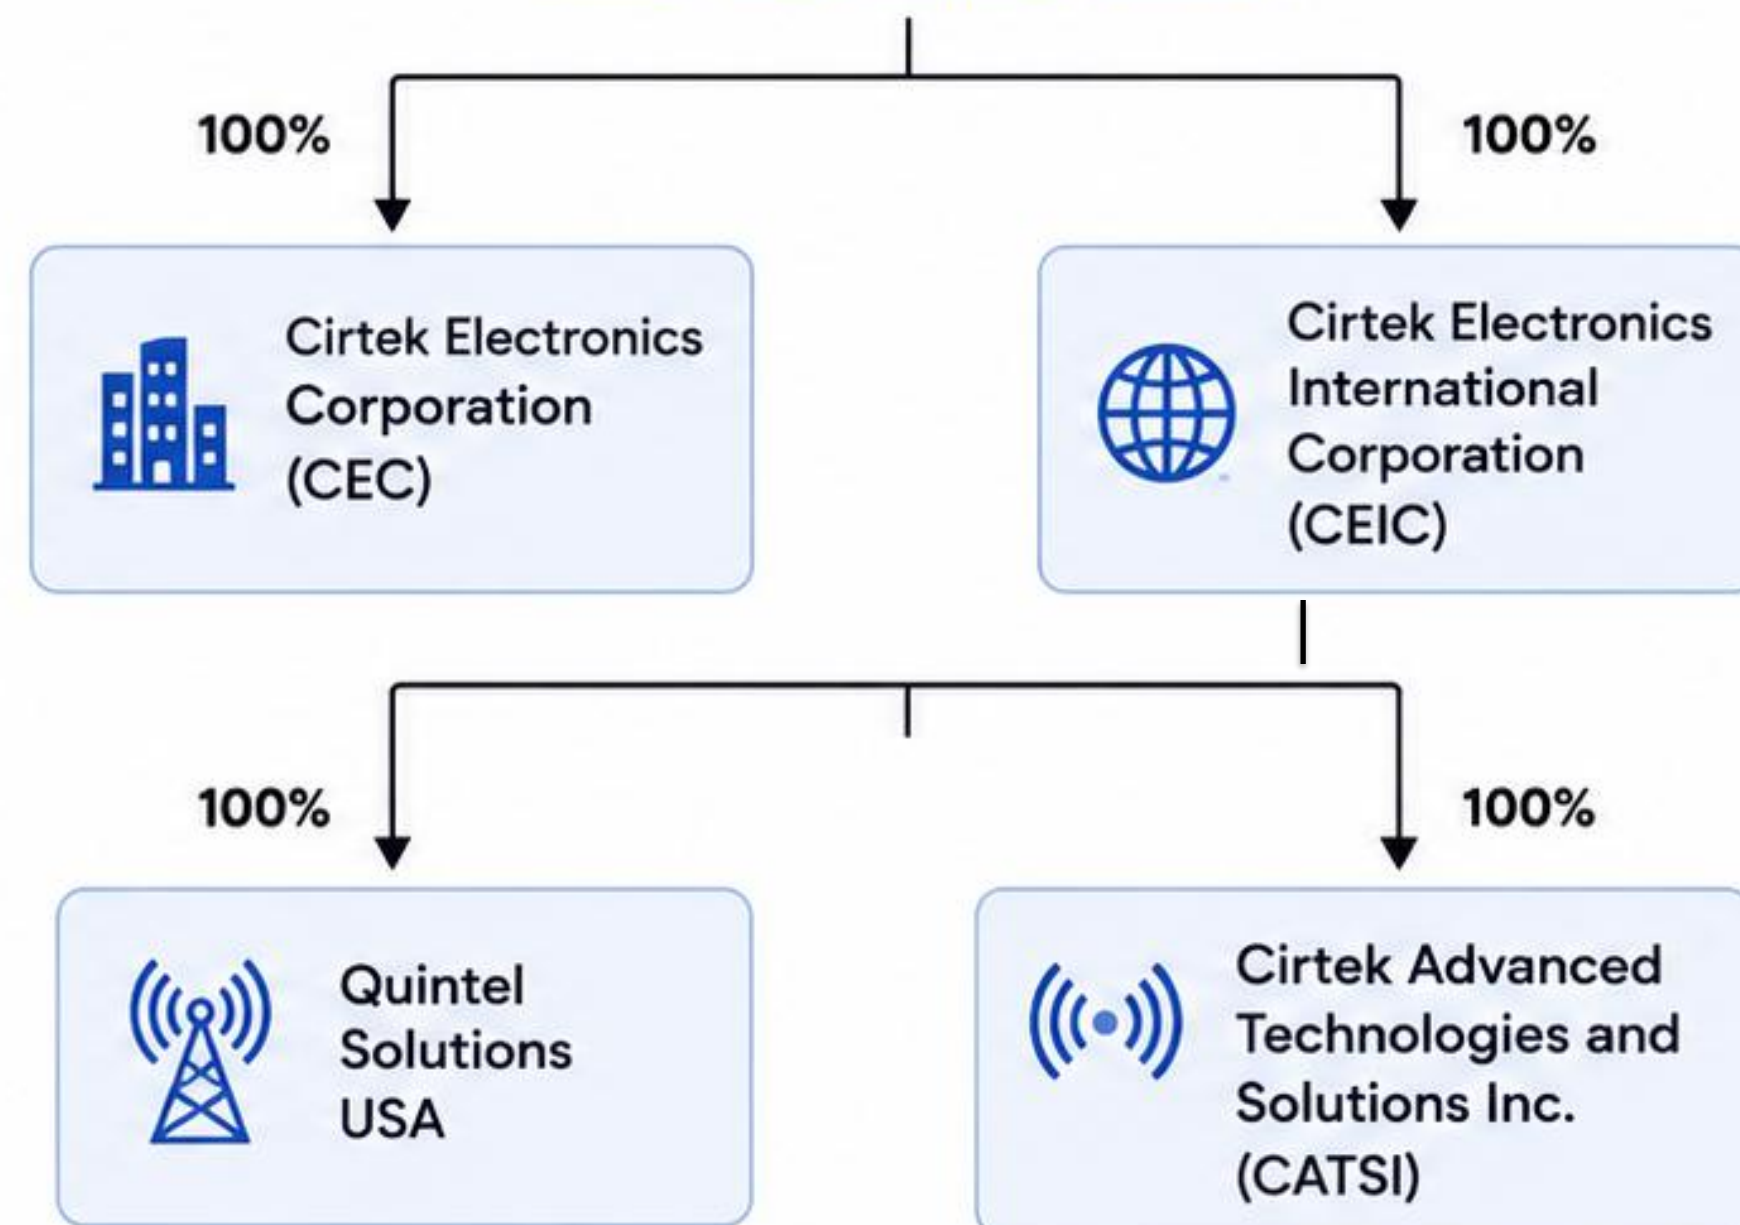 100%
100%
Cirtek Electronics
Corporation
(CEC)
Cirtek Electronics
International
Corporation
(CEIC)
100%
100%
Quintel
Solutions
USA
Cirtek Advanced
Technologies and
Solutions Inc.
(CATSI)